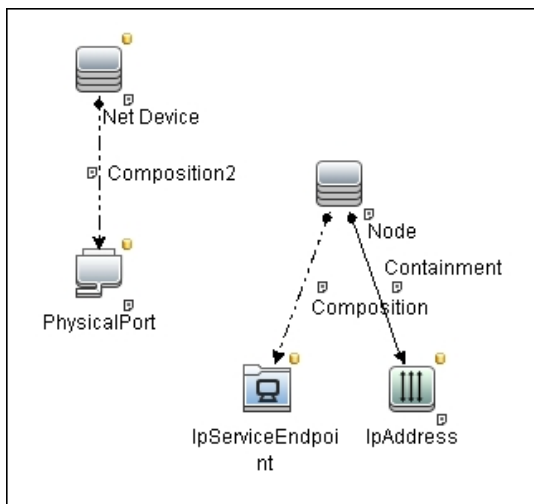 Net Device
Composition2
PhysicalPort
Node
Containment
Composition
IpServiceEndpoi
nt
IpAddress